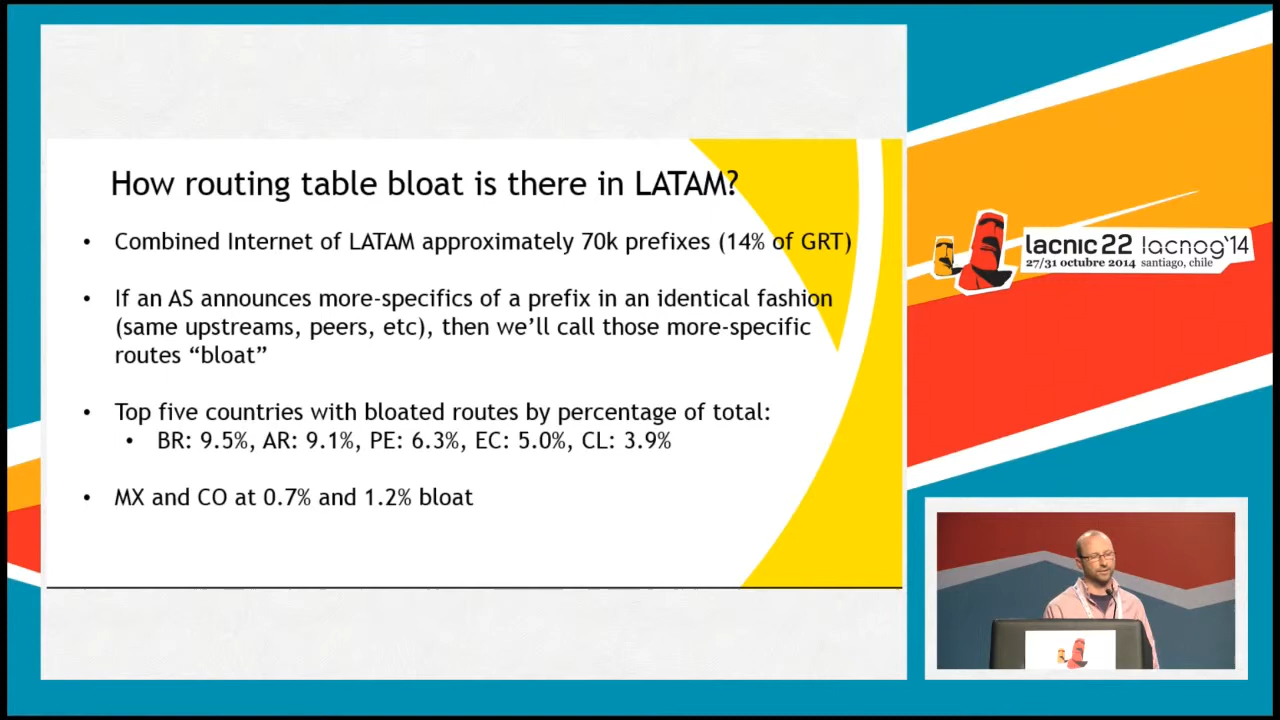 How routing table bloat is there in LATAM?
• Combined Internet of LATAM approximately 70k prefixes (14% of GRT)
• If an AS announces more-specifics of a prefix in an identical fashion
(same upstreams, peers, etc), then we’ll call those more-specific
routes “bloat”
• Top five countries with bloated routes by percentage of total:
• BR: 9.5%, AR: 9.1%, PE: 6.3%, EC: 5.0%, CL: 3.9%
• MX and CO at 0.7% and 1.2% bloat
lacnic 22 lacnog'14
27/31 octubre 2014 santiago, chile